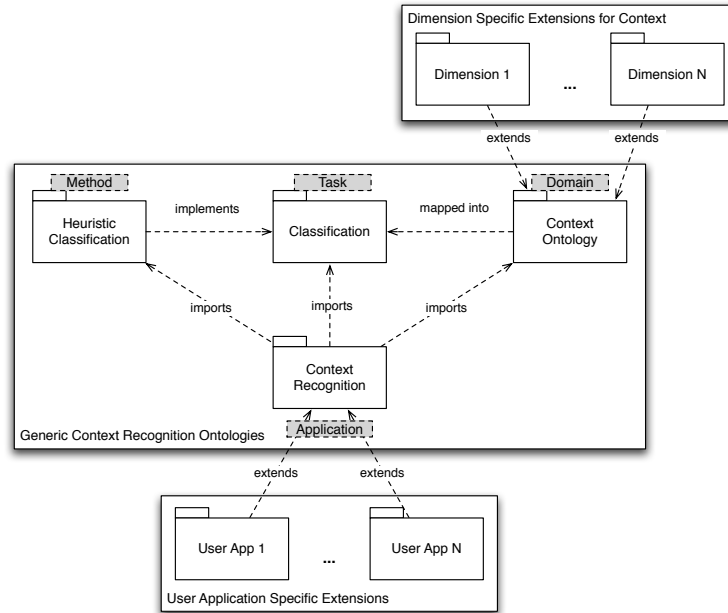 Dimension Specific Extensions for Context
Dimension 1
...
Dimension N
extends
extends
Method
Task
Domain
Heuristic
Classification
implements
Classification
mapped into
Context
Ontology
imports
imports
imports
Context
Recognition
Application
Generic Context Recognition Ontologies
extends
extends
User App 1
...
User App N
User Application Specific Extensions